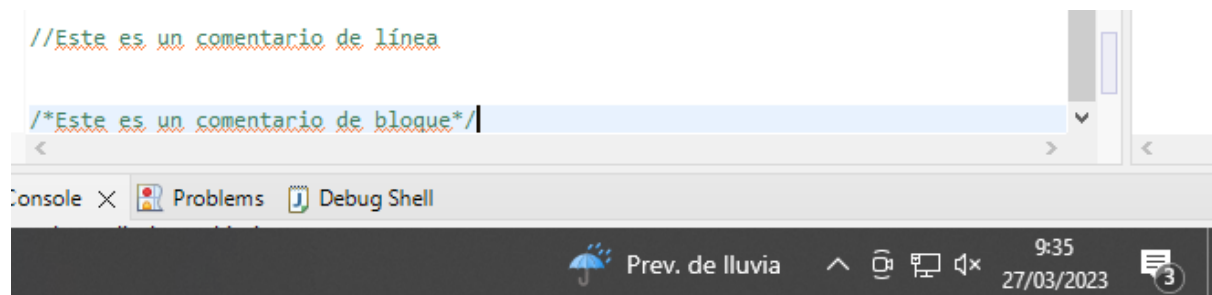 //Este es un comentario de línea
/*Este es un comentario de bloque*/
Console Problems Debug Shell
Prev. de lluvia 9:35
27/03/2023 3